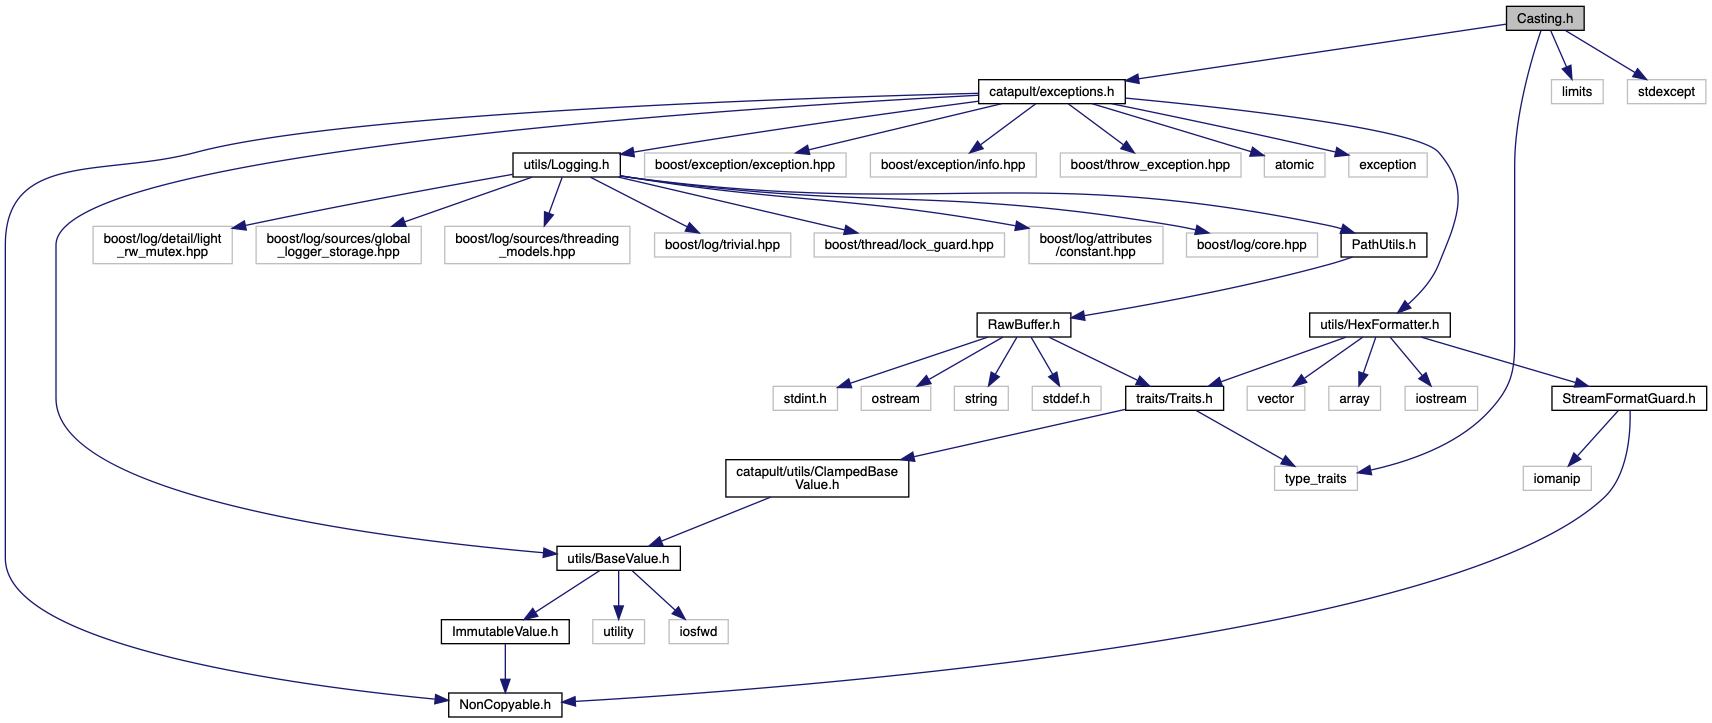 Casting.h
catapult/exceptions.h
limits
stdexcept
utils/Logging.h
boost/exception/exception.hpp
boost/exception/info.hpp
boost/throw_exception.hpp
atomic
exception
boost/log/detail/light
_rw_mutex.hpp
boost/log/sources/global
_logger_storage.hpp
boost/log/sources/threading
_models.hpp
boost/log/trivial.hpp
boost/thread/lock_guard.hpp
boost/log/attributes
/constant.hpp
boost/log/core.hpp
PathUtils.h
RawBuffer.h
utils/HexFormatter.h
stdint.h
ostream
string
stddef.h
traits/Traits.h
vector
array
iostream
StreamFormatGuard.h
catapult/utils/ClampedBase
Value.h
type_traits
iomanip
utils/BaseValue.h
ImmutableValue.h
utility
iosfwd
NonCopyable.h